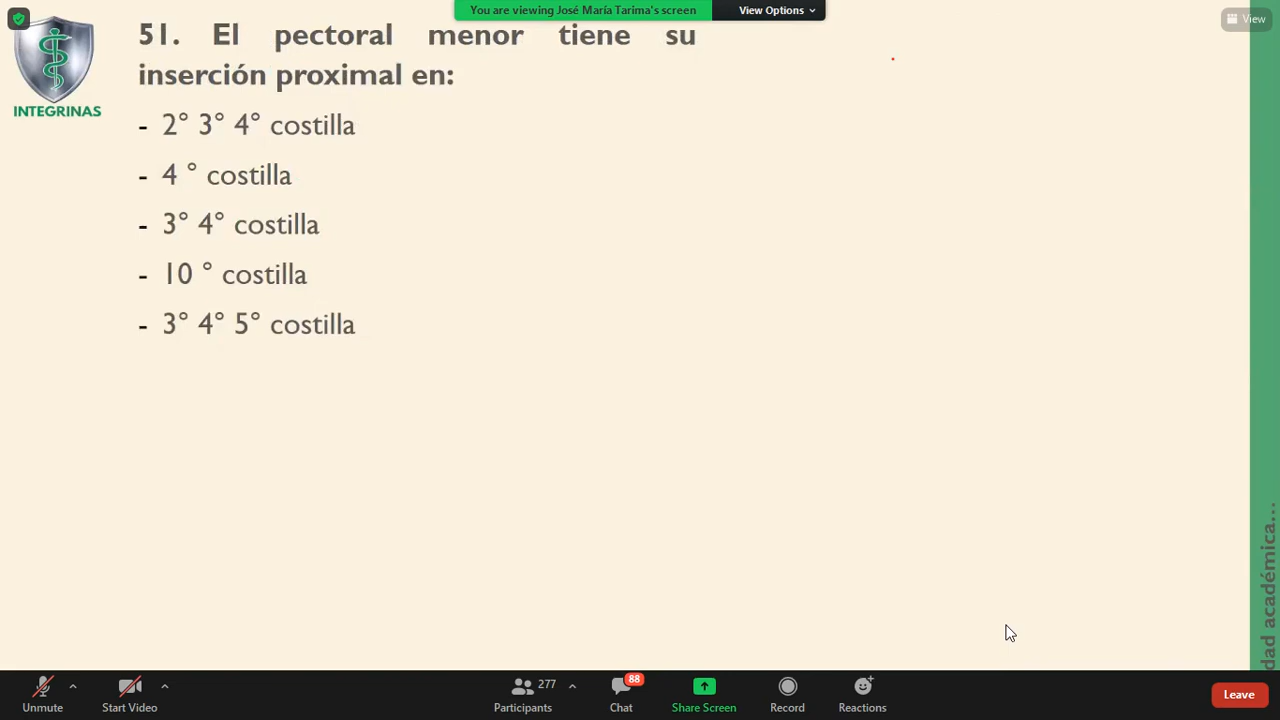 You are viewing José María Tarima's screen
View Options
View
INTEGRINAS
51. El pectoral menor tiene su
inserción proximal en:
- 2° 3° 4° costilla
- 4 ° costilla
- 3° 4° costilla
- 10 ° costilla
- 3° 4° 5° costilla
dad académica...
Unmute
Start Video
277
Participants
88
Chat
Share Screen
Record
Reactions
Leave